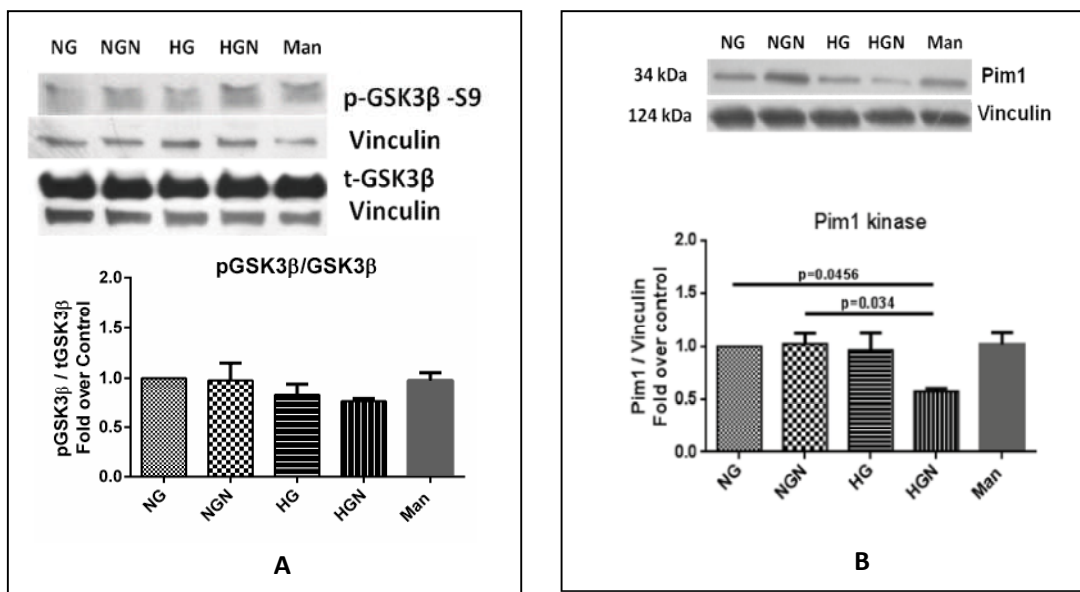 NG NGN HG HGN Man
p-GSK3β -S9
Vinculin
t-GSK3β
Vinculin
pGSK3β/GSK3β
pGSK3β / tGSK3β
Fold over Control
2.0
1.5
1.0
0.5
0.0
NG NGN HG HGN Man
A
NG NGN HG HGN Man
34 kDa Pim1
124 kDa Vinculin
Pim1 kinase
Pim1 / Vinculin
Fold over control
2.0
1.5
1.0
0.5
0.0
p=0.0456
p=0.034
NG NGN HG HGN Man
B